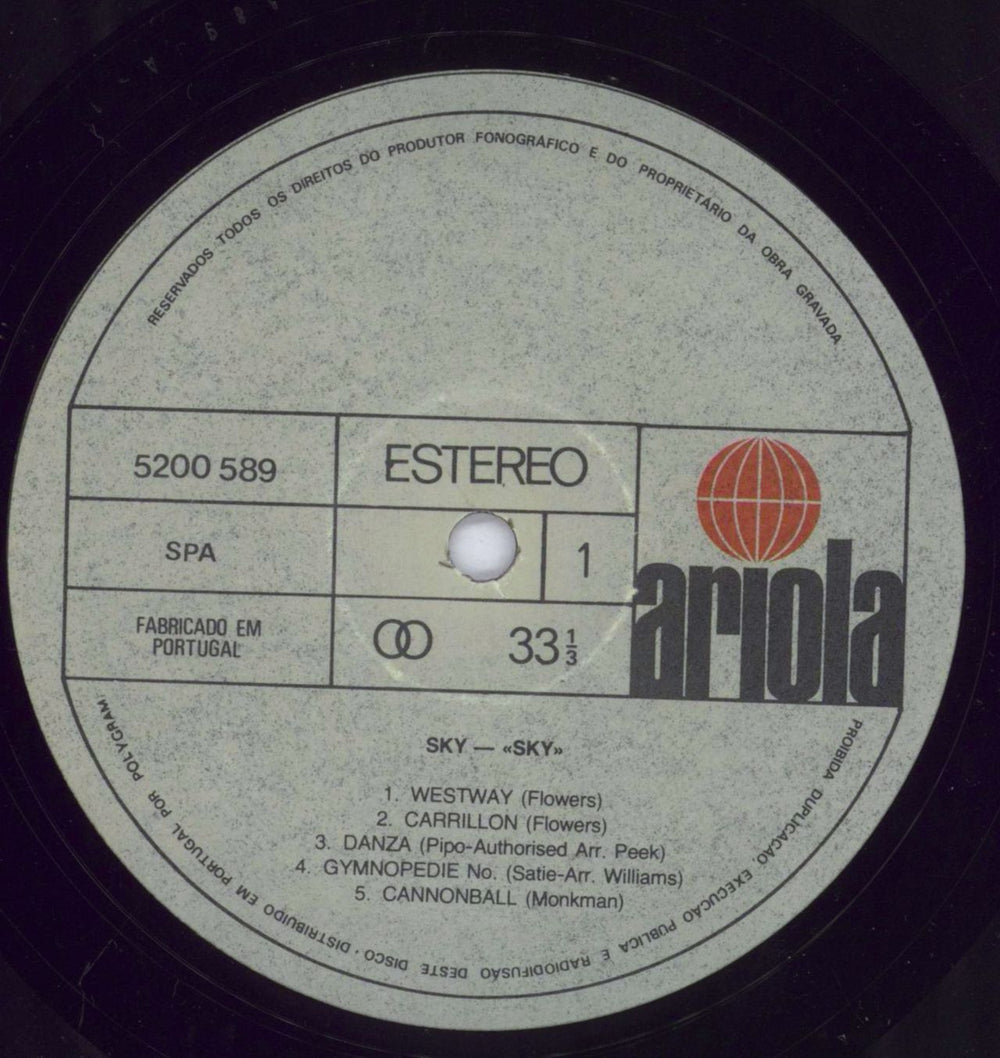 RESERVADOS TODOS OS DIREITOS DO PRODUTOR FONOGRAFICO E DO PROPRIETÁRIO DA OBRA GRAVADA
5200 589
ESTEREO
SPA
1
FABRICADO EM
PORTUGAL
33 1/3
ariola
SKY — «SKY»
1. WESTWAY (Flowers)
2. CARRILLON (Flowers)
3. DANZA (Pipo-Authorised Arr. Peek)
4. GYMNOPEDIE No. (Satie-Arr. Williams)
5. CANNONBALL (Monkman)
PROIBIDA DUPLICAÇÃO, EXECUÇÃO PUBLICA E RADIODIFUSÃO DESTE DISCO · DISTRIBUIDO EM PORTUGAL POR POLYGRAM